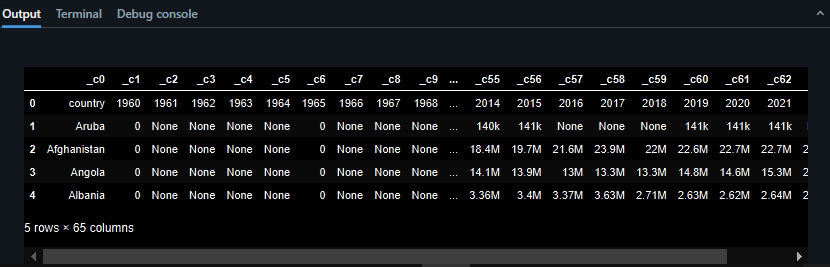 Output Terminal Debug console
_c0 _c1 _c2 _c3 _c4 _c5 _c6 _c7 _c8 _c9 ... _c55 _c56 _c57 _c58 _c59 _c60 _c61 _c62
0 country 1960 1961 1962 1963 1964 1965 1966 1967 1968 ... 2014 2015 2016 2017 2018 2019 2020 2021
1 Aruba 0 None None None None 0 None None None ... 140k 141k None None None 141k 141k 141k
2 Afghanistan 0 None None None None 0 None None None ... 18.4M 19.7M 21.6M 23.9M 22M 22.6M 22.7M 22.7M 2
3 Angola 0 None None None None 0 None None None ... 14.1M 13.9M 13M 13.3M 13.3M 14.8M 14.6M 15.3M 2
4 Albania 0 None None None None 0 None None None ... 3.36M 3.4M 3.37M 3.63M 2.71M 2.63M 2.62M 2.64M 2
5 rows × 65 columns